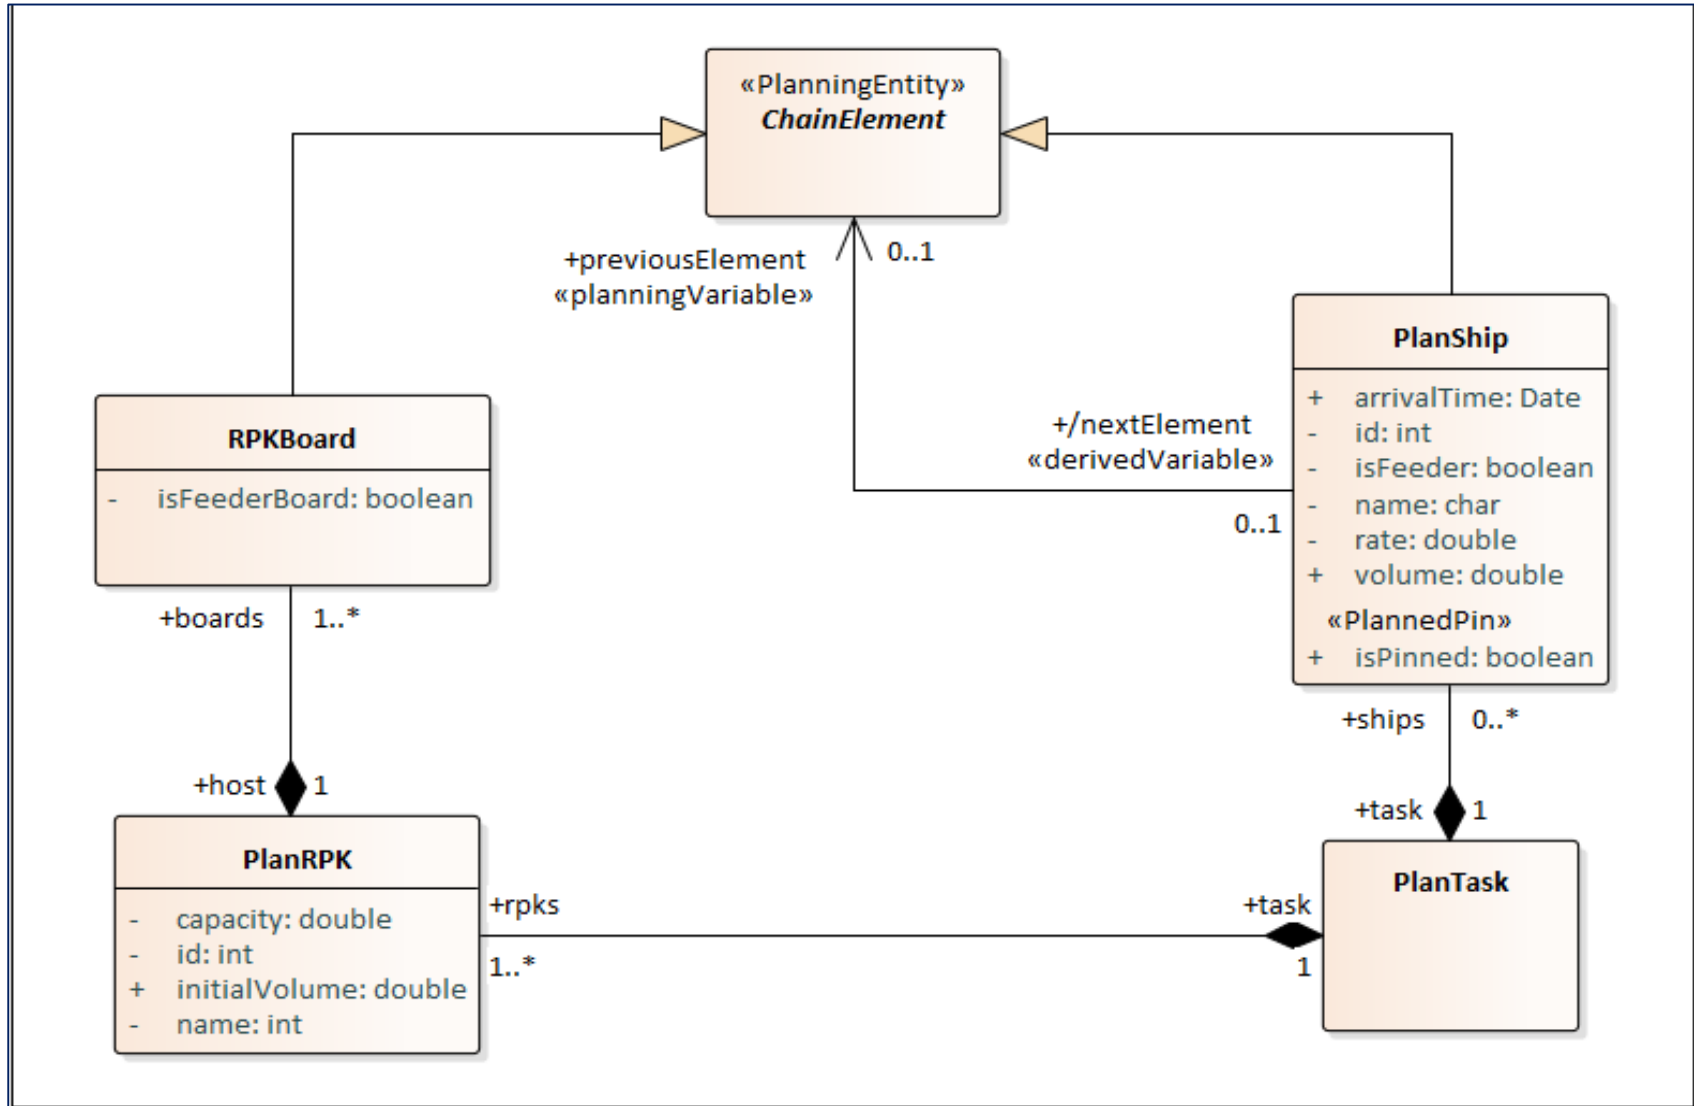 «PlanningEntity»
ChainElement
+previousElement
«planningVariable»
0..1
+/nextElement
«derivedVariable»
0..1
PlanShip
+ arrivalTime: Date
- id: int
- isFeeder: boolean
- name: char
- rate: double
+ volume: double
«PlannedPin»
+ isPinned: boolean
RPKBoard
- isFeederBoard: boolean
+boards 1..*
+ships 0..*
+host 1
+task 1
PlanRPK
- capacity: double
- id: int
+ initialVolume: double
- name: int
+rpks
1..*
+task
1
PlanTask